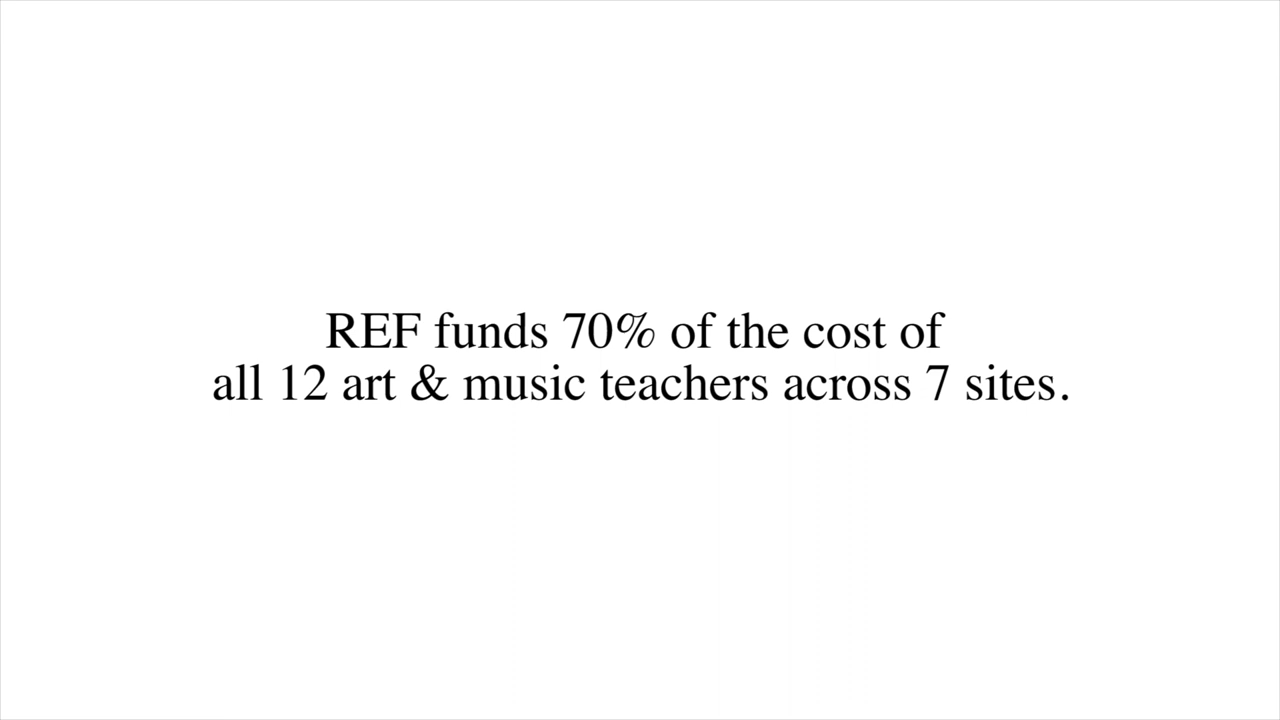 REF funds 70% of the cost of
all 12 art & music teachers across 7 sites.